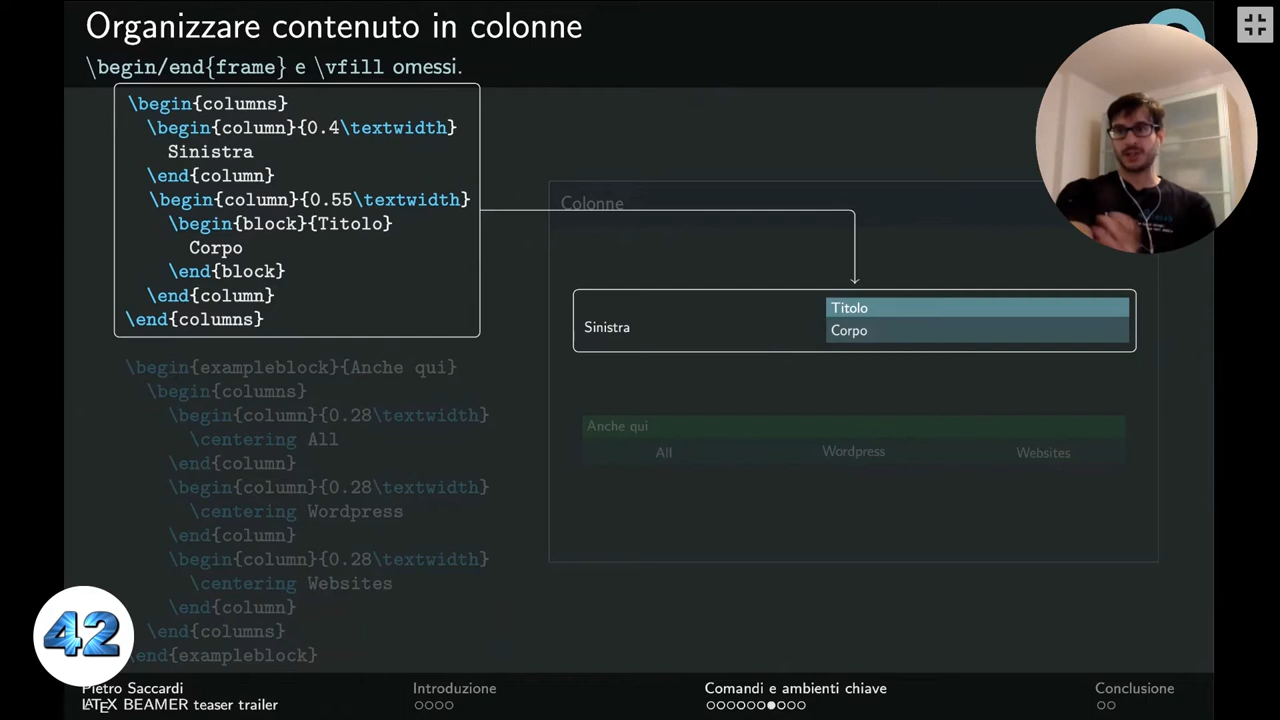 Organizzare contenuto in colonne
\begin/end{frame} e \vfill omessi.
\begin{columns}
\begin{column}{0.4\textwidth}
Sinistra
\end{column}
\begin{column}{0.55\textwidth}
\begin{block}{Titolo}
Corpo
\end{block}
\end{column}
\end{columns}
\begin{exampleblock}{Anche qui}
\begin{columns}
\begin{column}{0.28\textwidth}
\centering All
\end{column}
\begin{column}{0.28\textwidth}
\centering Wordpress
\end{column}
\begin{column}{0.28\textwidth}
\centering Websites
\end{column}
\end{columns}
\end{exampleblock}
Colonne
Sinistra
Titolo
Corpo
Anche qui
All Wordpress Websites
42
Pietro Saccardi
LATEX BEAMER teaser trailer
Introduzione
Comandi e ambienti chiave
Conclusione